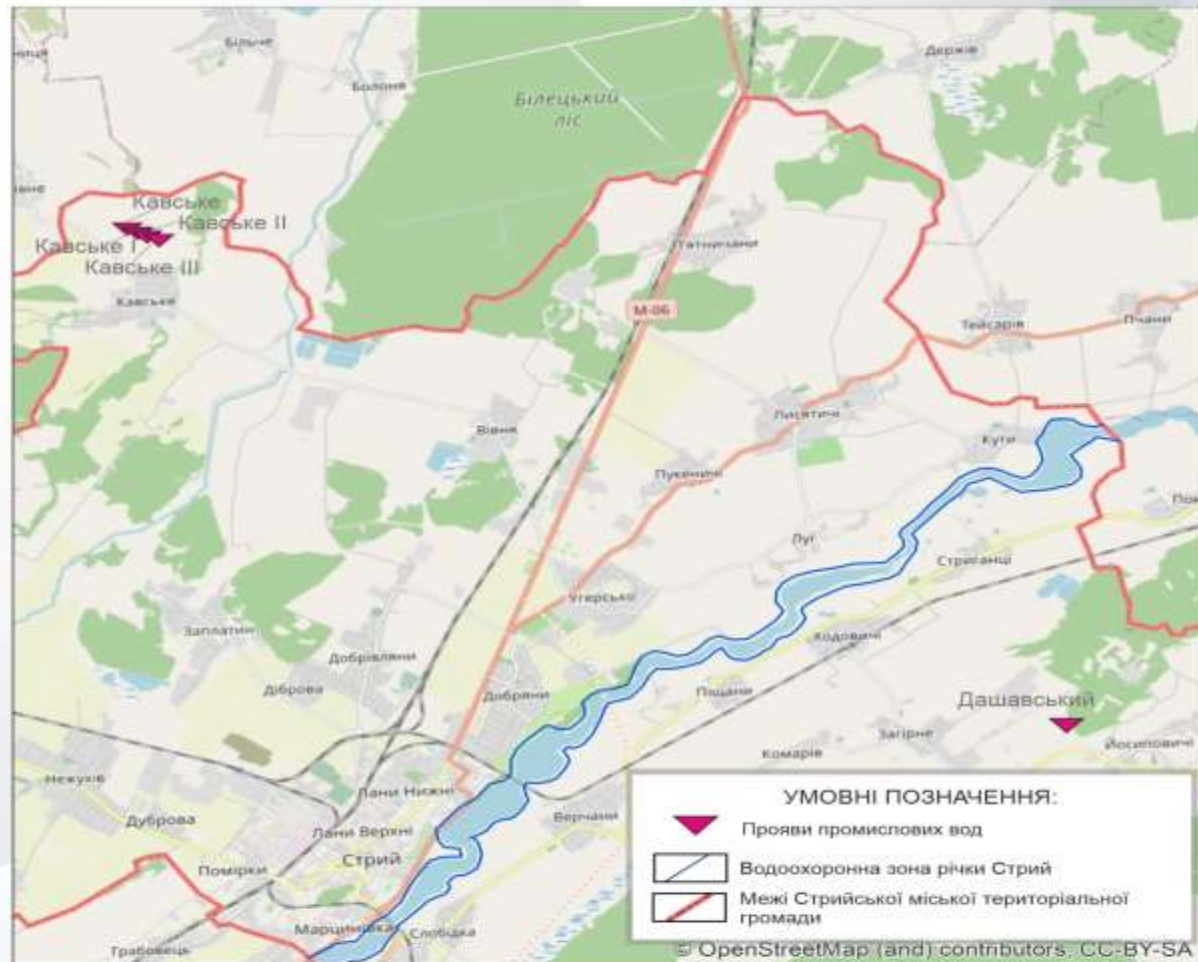 Більче
Держів
Болоня
Білецький
ліс
Кавське
Кавське II
Кавське I
Кавське III
Кавське
П'ятничани
М-06
Тейсарів
Пчани
Лисятичі
Вівня
Кути
Пукеничі
Луг
Стриганці
Угерсько
Заплатин
Ходовичі
Добрівляни
Діброва
Добряни
Піщани
Дашавський
Загірне
Йосиповичі
Комарів
Нежухів
Лани Нижні
Дуброва
Верчани
Лани Верхні
Стрий
Помірки
Марцинівка
Слобідка
Грабовець
УМОВНІ ПОЗНАЧЕННЯ:
Прояви промислових вод
Водоохоронна зона річки Стрий
Межі Стрийської міської територіальної
громади
© OpenStreetMap (and) contributors, CC-BY-SA